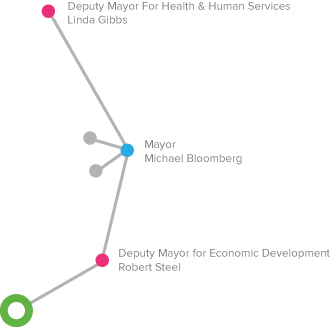 Deputy Mayor For Health & Human Services
Linda Gibbs
Mayor
Michael Bloomberg
Deputy Mayor for Economic Development
Robert Steel